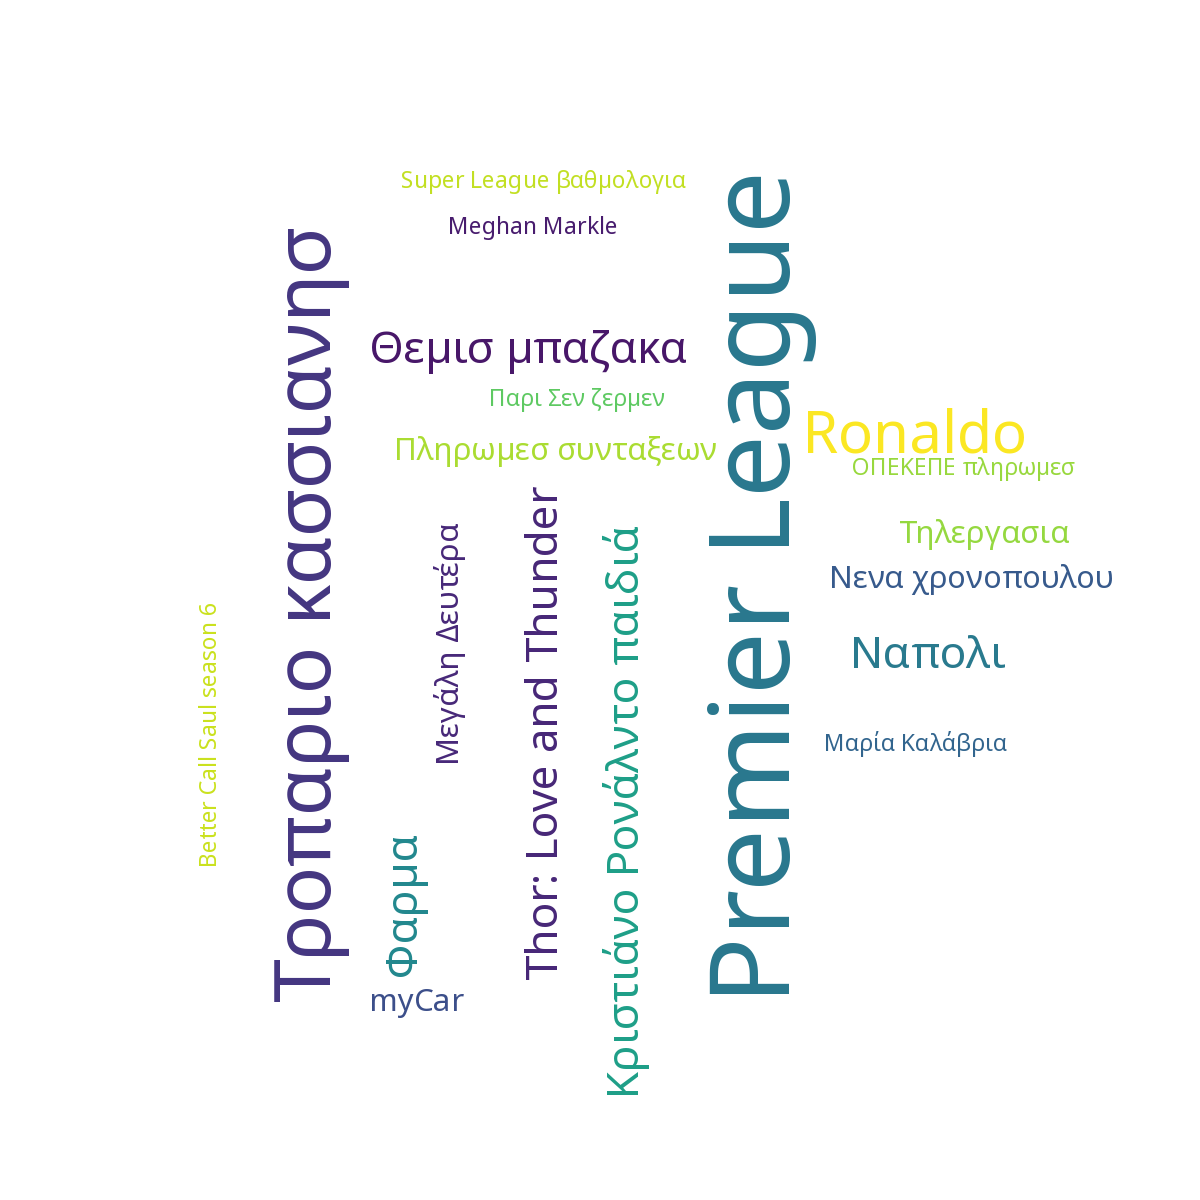 Super League βαθμολογια
Meghan Markle
Θεμισ μπαζακα
Παρι Σεν ζερμεν
Πληρωμεσ συνταξεων
Premier League
Ronaldo
ΟΠΕΚΕΠΕ πληρωμεσ
Τηλεργασια
Νενα χρονοπουλου
Ναπολι
Μαρία Καλάβρια
Τροπαριο κασσιανησ
Better Call Saul season 6
Μεγάλη Δευτέρα
Thor: Love and Thunder
Κριστιάνο Ρονάλντο παιδιά
Φαρμα
myCar